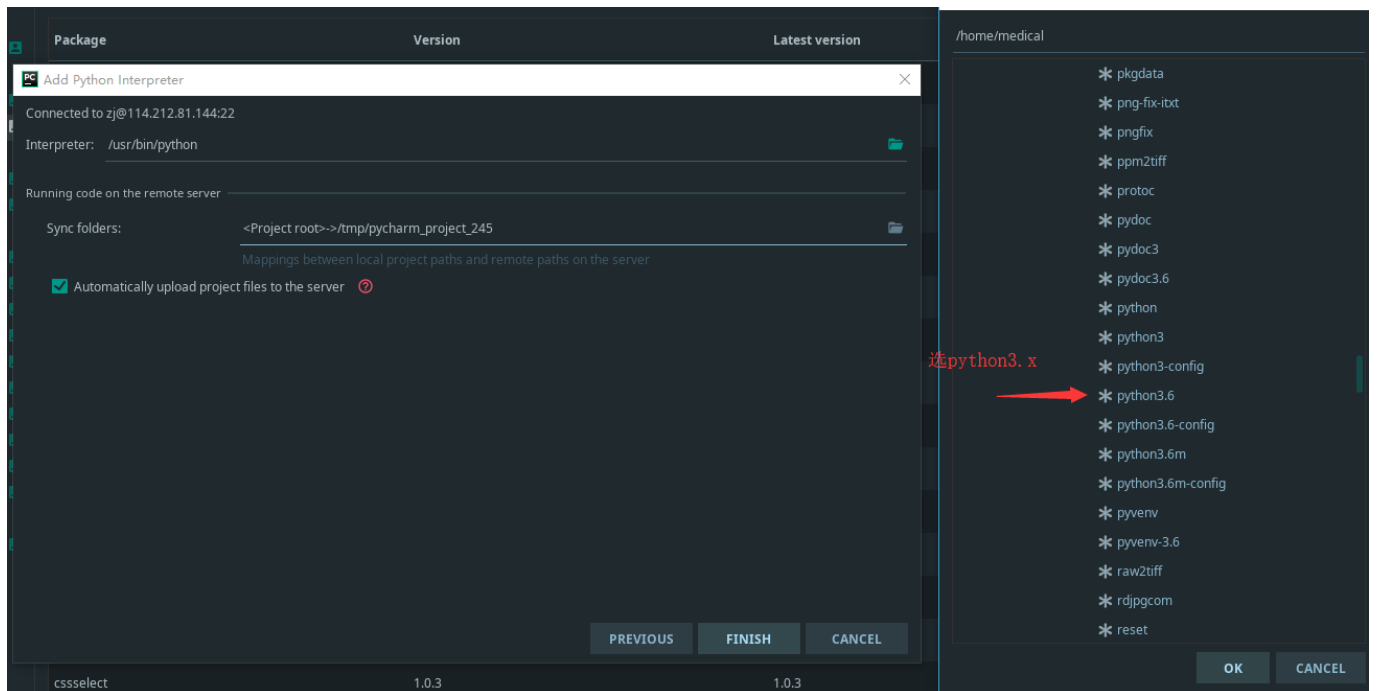 Package Version Latest version
PC Add Python Interpreter
Connected to zj@114.212.81.144:22
Interpreter: /usr/bin/python
Running code on the remote server
Sync folders: <Project root>->/tmp/pycharm_project_245
Mappings between local project paths and remote paths on the server
Automatically upload project files to the server ?
PREVIOUS FINISH CANCEL
cssselect 1.0.3 1.0.3
/home/medical
pkgdata
png-fix-itxt
pngfix
ppm2tiff
protoc
pydoc
pydoc3
pydoc3.6
python
python3
选python3.x
python3-config
python3.6
python3.6-config
python3.6m
python3.6m-config
pyvenv
pyvenv-3.6
raw2tiff
rdjpgcom
reset
OK CANCEL